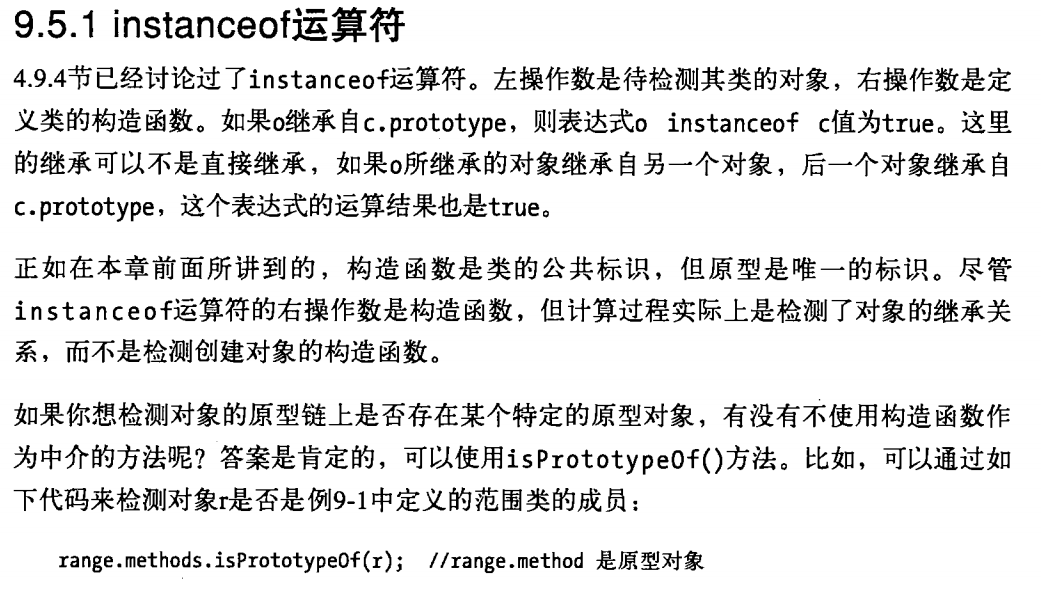 9.5.1 instanceof运算符
4.9.4节已经讨论过了instanceof运算符。左操作数是待检测其类的对象，右操作数是定
义类的构造函数。如果o继承自c.prototype，则表达式o instanceof c值为true。这里
的继承可以不是直接继承，如果o所继承的对象继承自另一个对象，后一个对象继承自
c.prototype，这个表达式的运算结果也是true。
正如在本章前面所讲到的，构造函数是类的公共标识，但原型是唯一的标识。尽管
instanceof运算符的右操作数是构造函数，但计算过程实际上是检测了对象的继承关
系，而不是检测创建对象的构造函数。
如果你想检测对象的原型链上是否存在某个特定的原型对象，有没有不使用构造函数作
为中介的方法呢？答案是肯定的，可以使用isPrototypeOf()方法。比如，可以通过如
下代码来检测对象r是否是例9-1中定义的范围类的成员：
range.methods.isPrototypeOf(r); //range.method 是原型对象